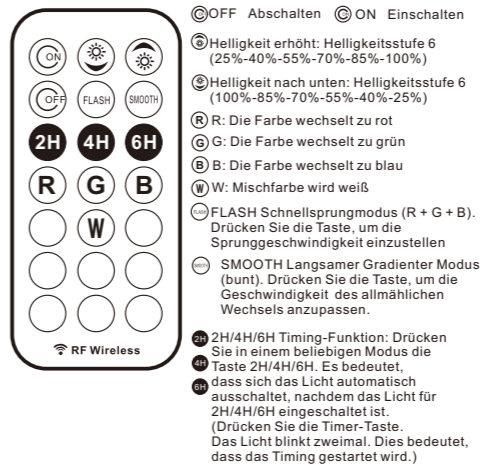 ON
OFF FLASH SMOOTH
2H 4H 6H
R G B
W
RF Wireless
OFF Abschalten ON Einschalten
Helligkeit erhöht: Helligkeitsstufe 6
(25%-40%-55%-70%-85%-100%)
Helligkeit nach unten: Helligkeitsstufe 6
(100%-85%-70%-55%-40%-25%)
R R: Die Farbe wechselt zu rot
G G: Die Farbe wechselt zu grün
B B: Die Farbe wechselt zu blau
W W: Mischfarbe wird weiß
FLASH FLASH Schnellsprungmodus (R + G + B).
Drücken Sie die Taste, um die
Sprunggeschwindigkeit einzustellen
SMOOTH SMOOTH Langsamer Gradienter Modus
(bunt). Drücken Sie die Taste, um die
Geschwindigkeit des allmählichen
Wechsels anzupassen.
2H 2H/4H/6H Timing-Funktion: Drücken
Sie in einem beliebigen Modus die
4H Taste 2H/4H/6H. Es bedeutet,
6H dass sich das Licht automatisch
ausschaltet, nachdem das Licht für
2H/4H/6H eingeschaltet ist.
(Drücken Sie die Timer-Taste.
Das Licht blinkt zweimal. Dies bedeutet,
dass das Timing gestartet wird.)